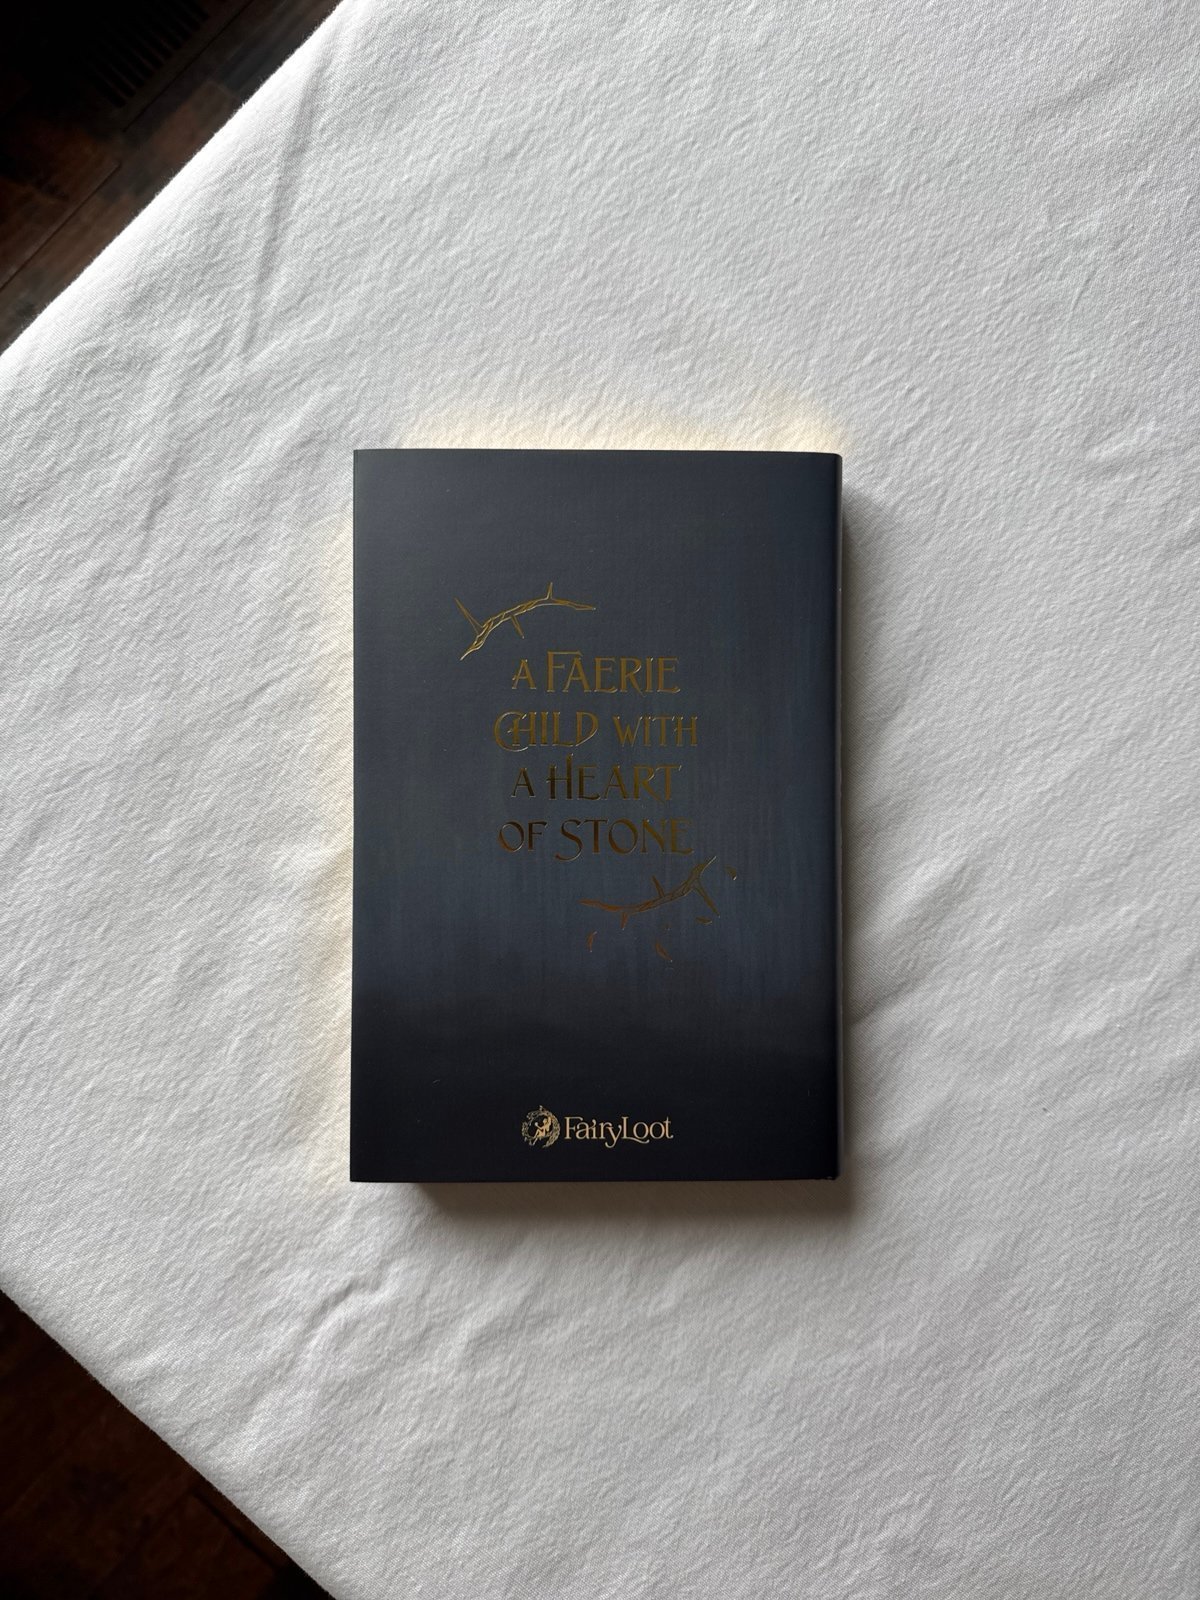 A FAERIE
CHILD WITH
A HEART
OF STONE
FairyLoot